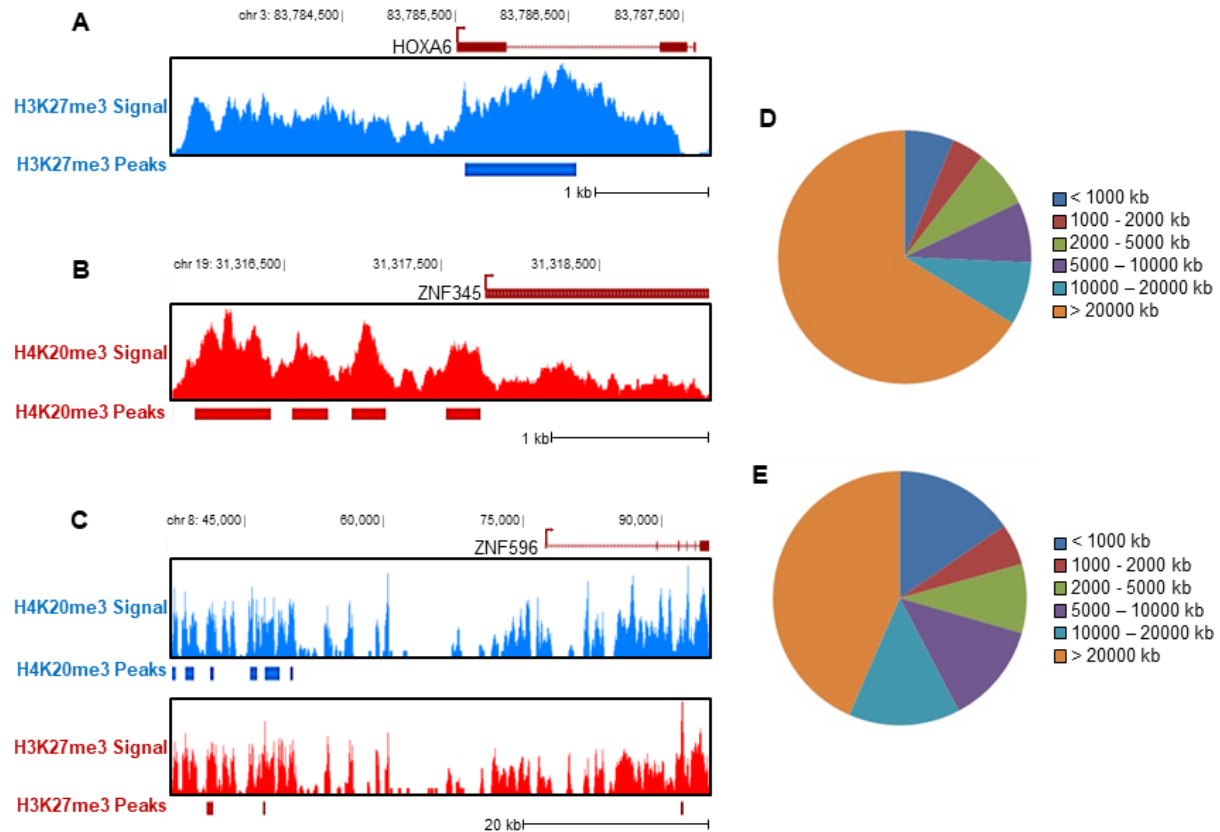 A
chr 3: 83,784,500| 83,785,500| 83,786,500| 83,787,500|
HOXA6
H3K27me3 Signal
H3K27me3 Peaks
1 kb
B
chr 19: 31,316,500| 31,317,500| 31,318,500|
ZNF345
H4K20me3 Signal
H4K20me3 Peaks
1 kb
C
chr 8: 45,000| 60,000| 75,000| 90,000|
ZNF596
H4K20me3 Signal
H4K20me3 Peaks
H3K27me3 Signal
H3K27me3 Peaks
20 kb
D
< 1000 kb
1000 - 2000 kb
2000 - 5000 kb
5000 – 10000 kb
10000 – 20000 kb
> 20000 kb
E
< 1000 kb
1000 - 2000 kb
2000 - 5000 kb
5000 – 10000 kb
10000 – 20000 kb
> 20000 kb